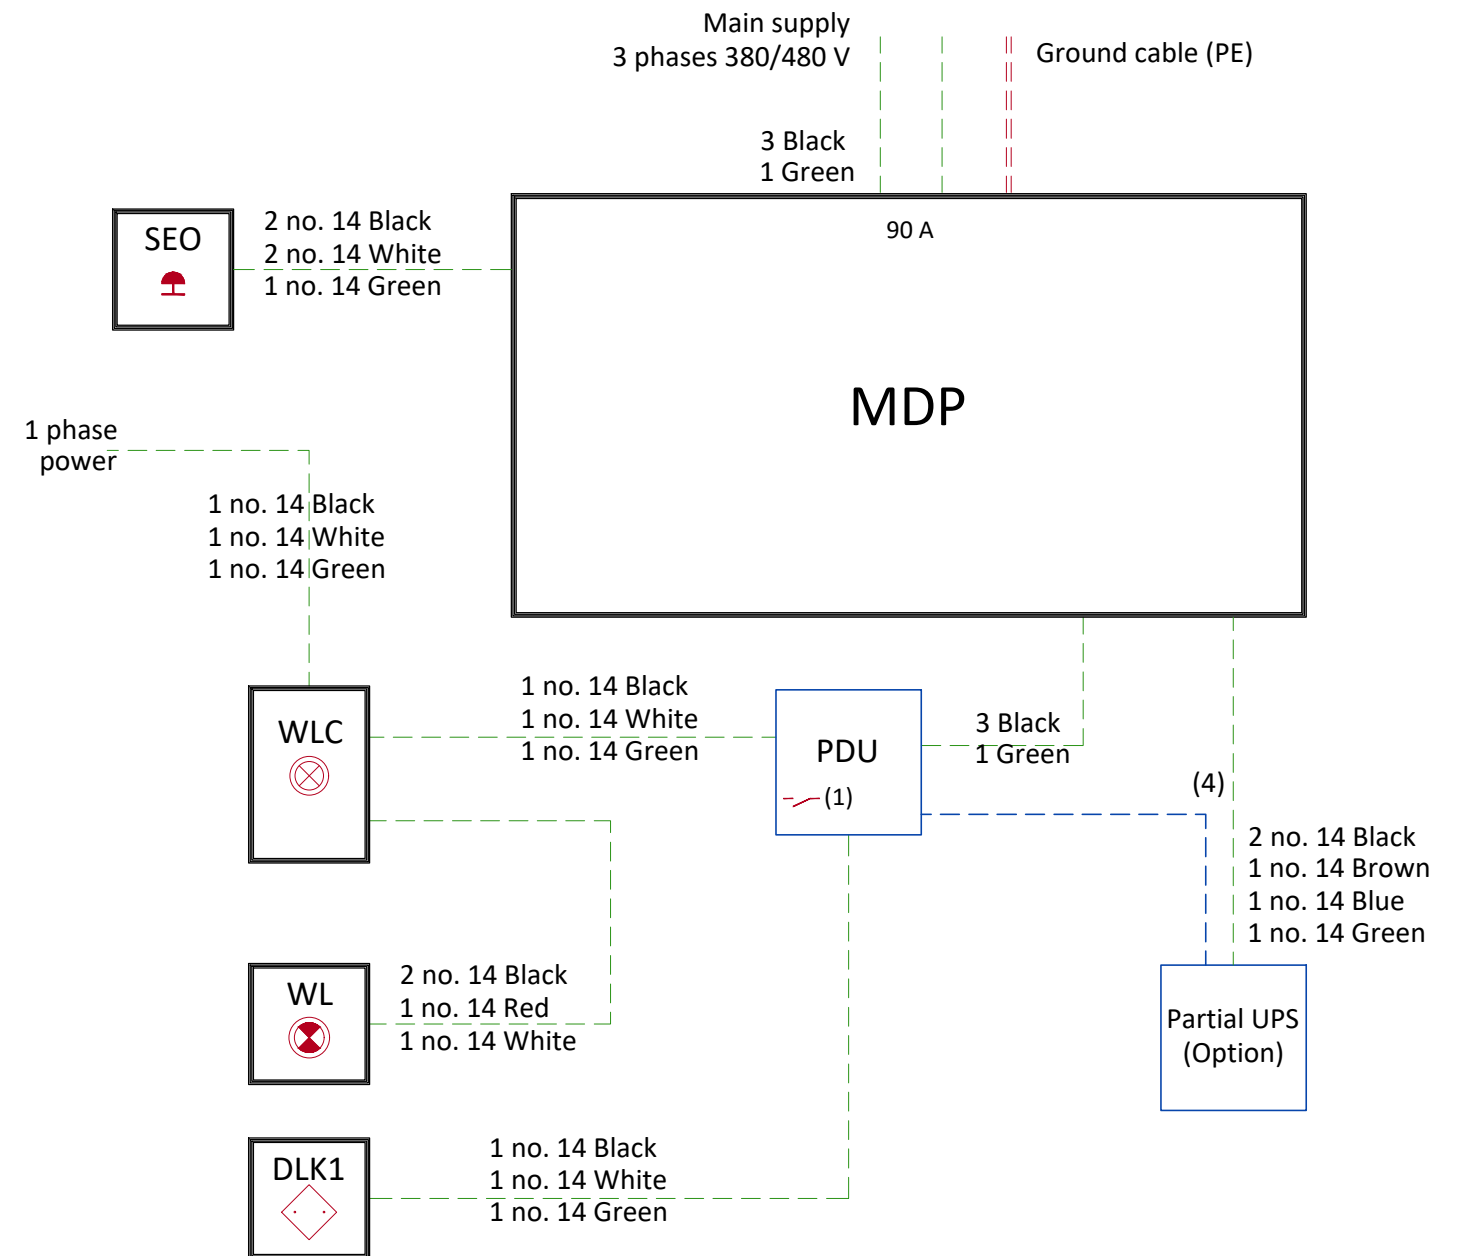 Main supply
3 phases 380/480 V
Ground cable (PE)
3 Black
1 Green
90 A
SEO
2 no. 14 Black
2 no. 14 White
1 no. 14 Green
MDP
1 phase
power
1 no. 14 Black
1 no. 14 White
1 no. 14 Green
WLC
1 no. 14 Black
1 no. 14 White
1 no. 14 Green
PDU
(1)
3 Black
1 Green
(4)
2 no. 14 Black
1 no. 14 Brown
1 no. 14 Blue
1 no. 14 Green
WL
2 no. 14 Black
1 no. 14 Red
1 no. 14 White
Partial UPS
(Option)
DLK1
1 no. 14 Black
1 no. 14 White
1 no. 14 Green